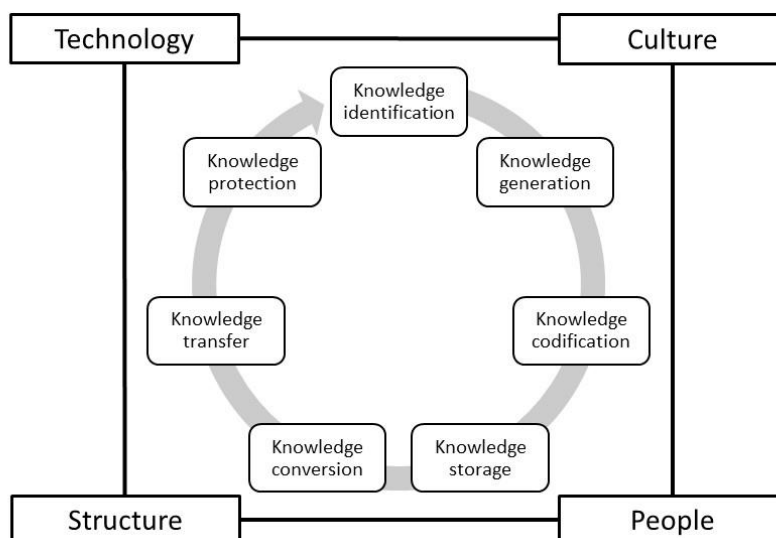 Technology
Culture
Knowledge
identification
Knowledge
protection
Knowledge
generation
Knowledge
transfer
Knowledge
codification
Knowledge
conversion
Knowledge
storage
Structure
People